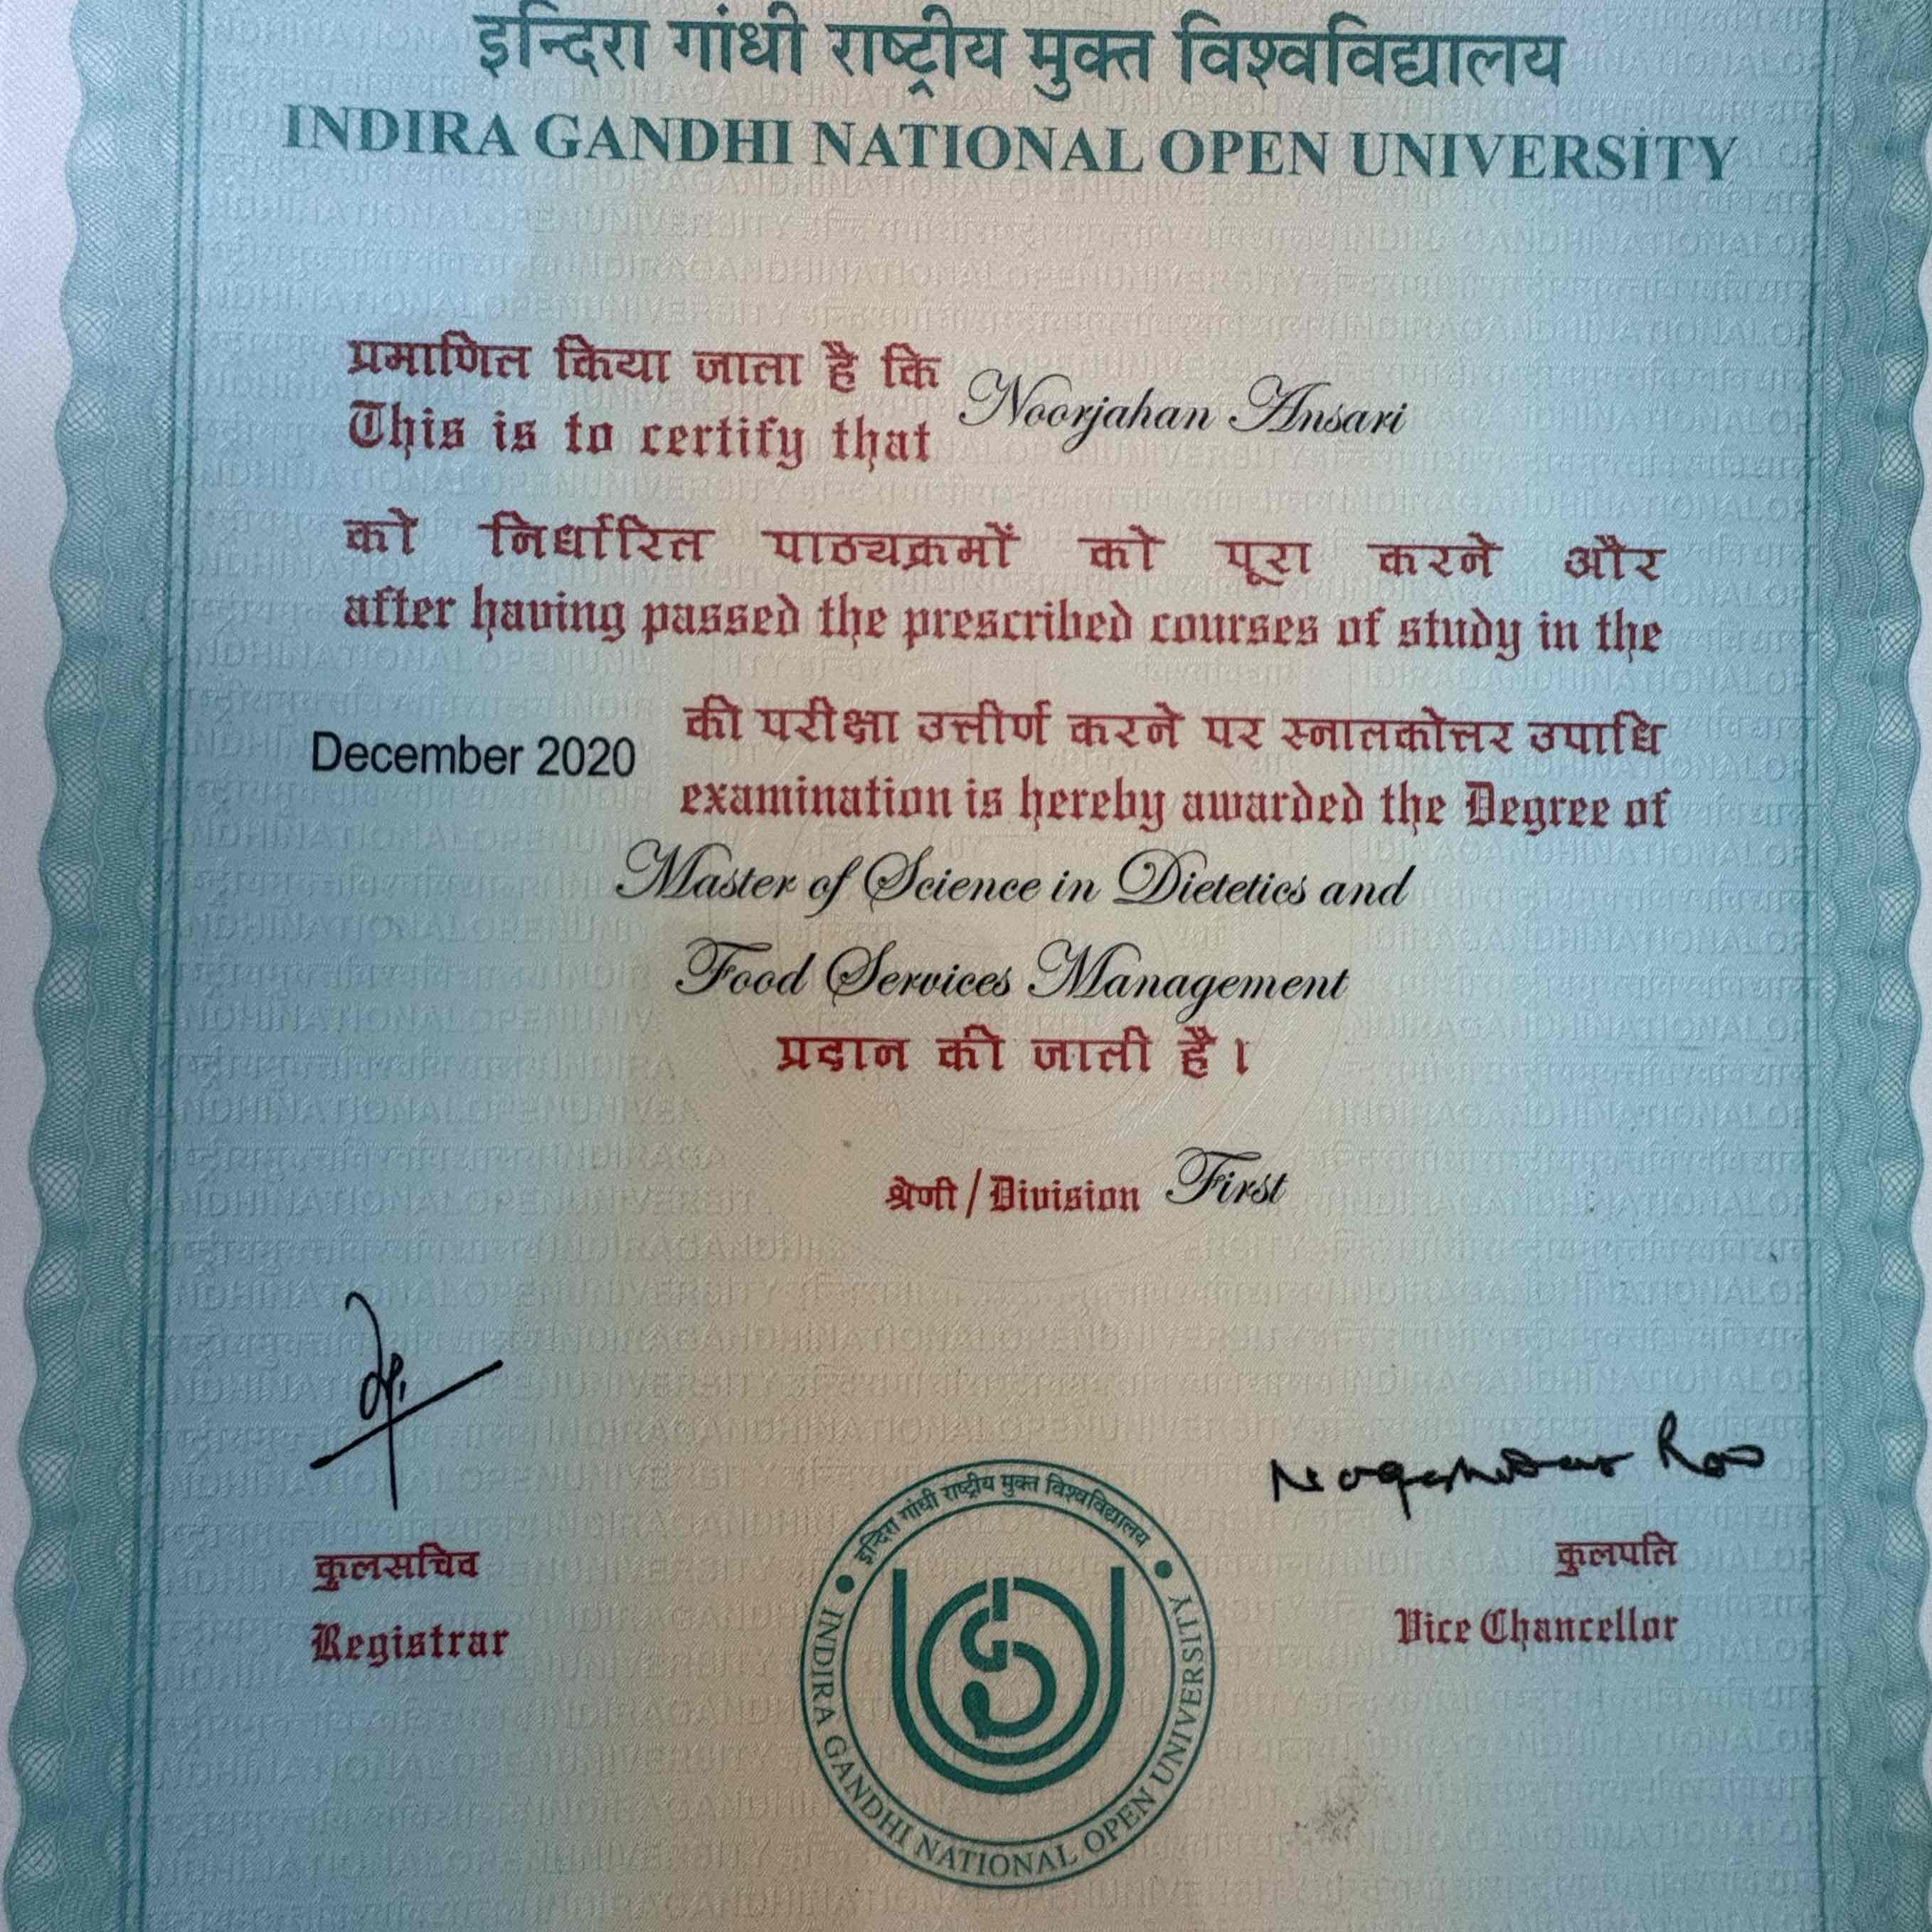 इन्दिरा गांधी राष्ट्रीय मुक्त विश्वविद्यालय
INDIRA GANDHI NATIONAL OPEN UNIVERSITY
प्रमाणित किया जाता है कि
This is to certify that Noorjahan Ansari
को निर्धारित पाठ्यक्रमों को पूरा करने और
after having passed the prescribed courses of study in the
की परीक्षा उत्तीर्ण करने पर स्नातकोत्तर उपाधि
December 2020
examination is hereby awarded the Degree of
Master of Science in Dietetics and
Food Services Management
प्रदान की जाती है।
श्रेणी / Division First
Nageshwar Rao
कुलसचिव
Registrar
कुलपति
Vice Chancellor
इन्दिरा गांधी राष्ट्रीय मुक्त विश्वविद्यालय
INDIRA GANDHI NATIONAL OPEN UNIVERSITY